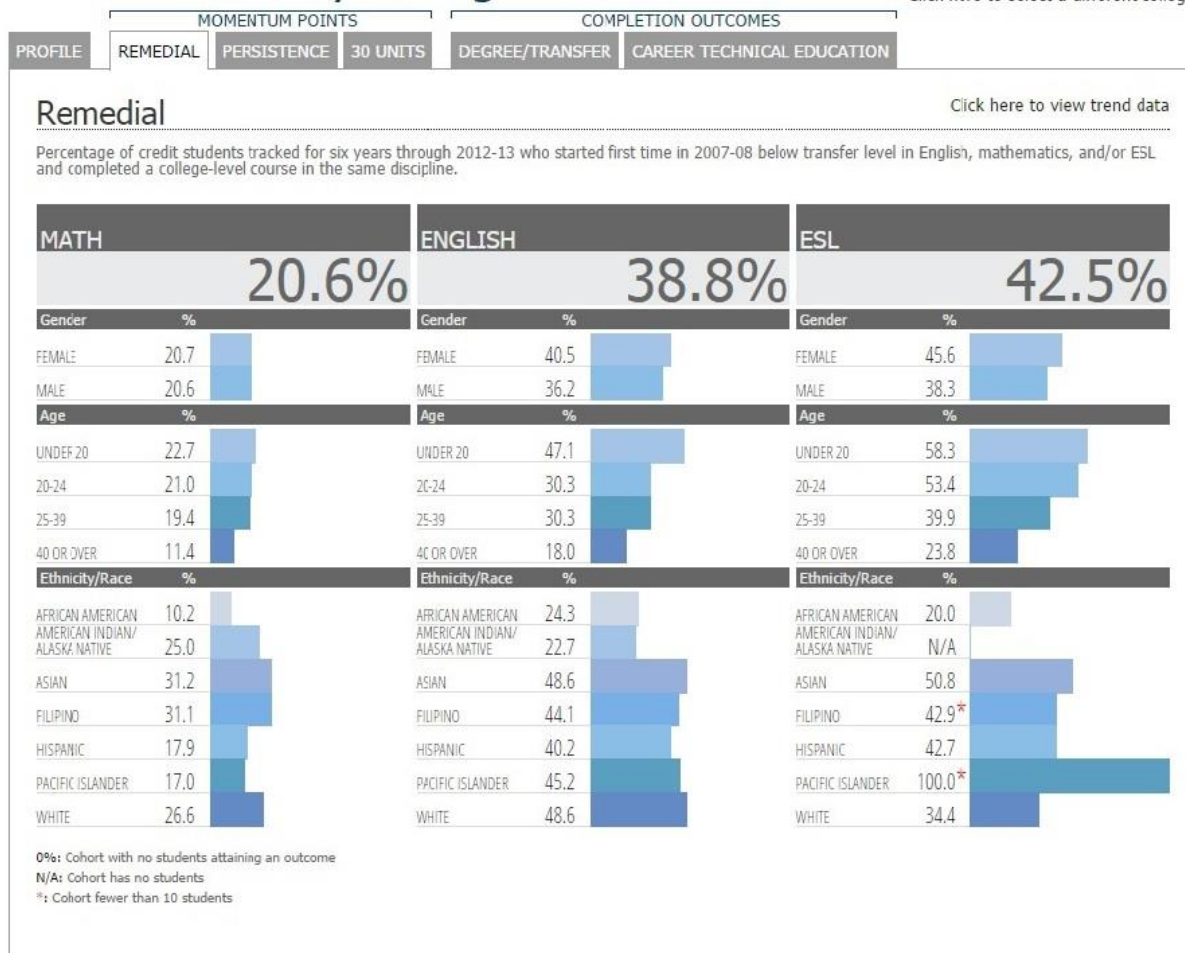 MOMENTUM POINTS
COMPLETION OUTCOMES
PROFILE
REMEDIAL
PERSISTENCE
30 UNITS
DEGREE/TRANSFER
CAREER TECHNICAL EDUCATION
Remedial
Click here to view trend data
Percentage of credit students tracked for six years through 2012-13 who started first time in 2007-08 below transfer level in English, mathematics, and/or ESL
and completed a college-level course in the same discipline.
MATH
20.6%
Gender %
FEMALE 20.7
MALE 20.6
Age %
UNDER 20 22.7
20-24 21.0
25-39 19.4
40 OR OVER 11.4
Ethnicity/Race %
AFRICAN AMERICAN 10.2
AMERICAN INDIAN/
ALASKA NATIVE 25.0
ASIAN 31.2
FILIPINO 31.1
HISPANIC 17.9
PACIFIC ISLANDER 17.0
WHITE 26.6
ENGLISH
38.8%
Gender %
FEMALE 40.5
MALE 36.2
Age %
UNDER 20 47.1
20-24 30.3
25-39 30.3
40 OR OVER 18.0
Ethnicity/Race %
AFRICAN AMERICAN 24.3
AMERICAN INDIAN/
ALASKA NATIVE 22.7
ASIAN 48.6
FILIPINO 44.1
HISPANIC 40.2
PACIFIC ISLANDER 45.2
WHITE 48.6
ESL
42.5%
Gender %
FEMALE 45.6
MALE 38.3
Age %
UNDER 20 58.3
20-24 53.4
25-39 39.9
40 OR OVER 23.8
Ethnicity/Race %
AFRICAN AMERICAN 20.0
AMERICAN INDIAN/
ALASKA NATIVE N/A
ASIAN 50.8
FILIPINO 42.9*
HISPANIC 42.7
PACIFIC ISLANDER 100.0*
WHITE 34.4
0%: Cohort with no students attaining an outcome
N/A: Cohort has no students
*: Cohort fewer than 10 students